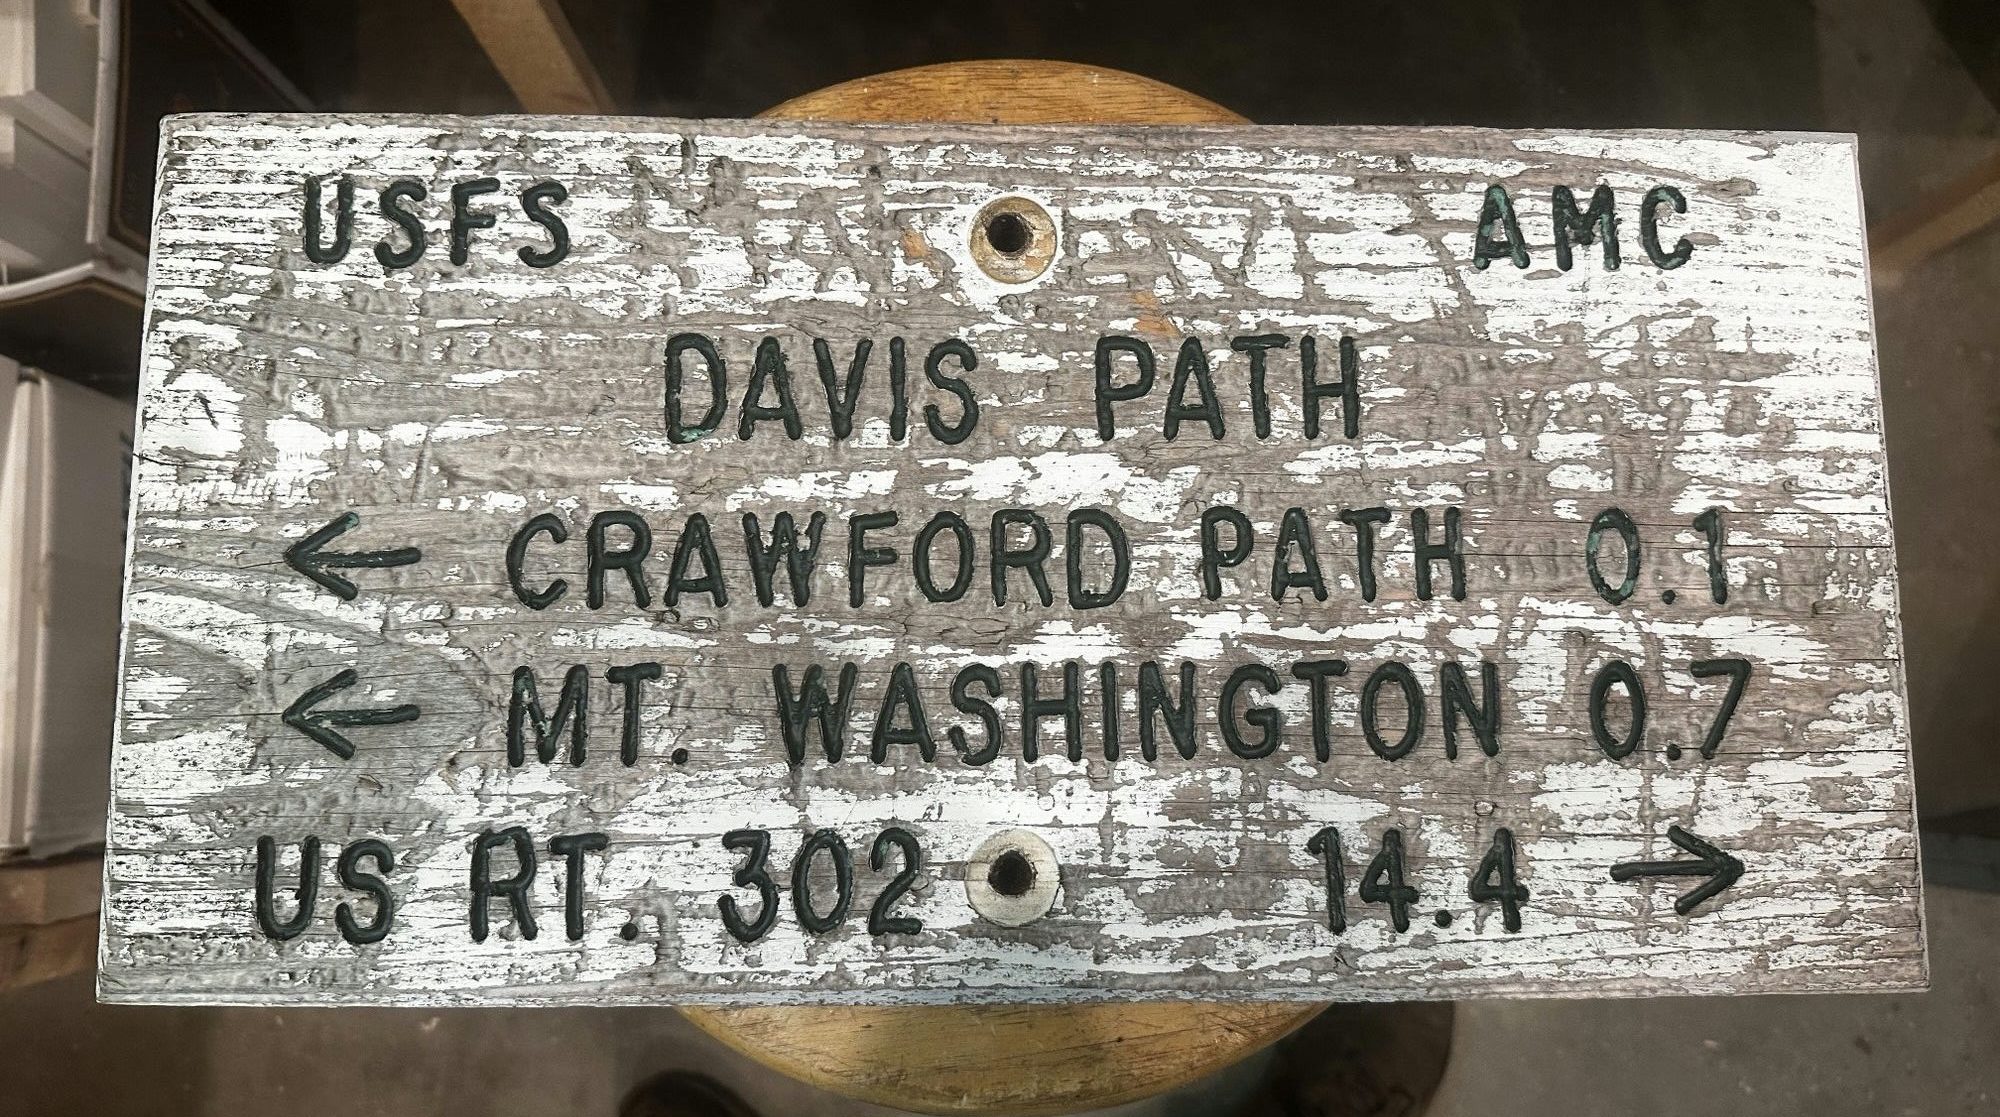 USFS AMC
DAVIS PATH
← CRAWFORD PATH 0.1
← MT. WASHINGTON 0.7
US RT. 302 14.4 →